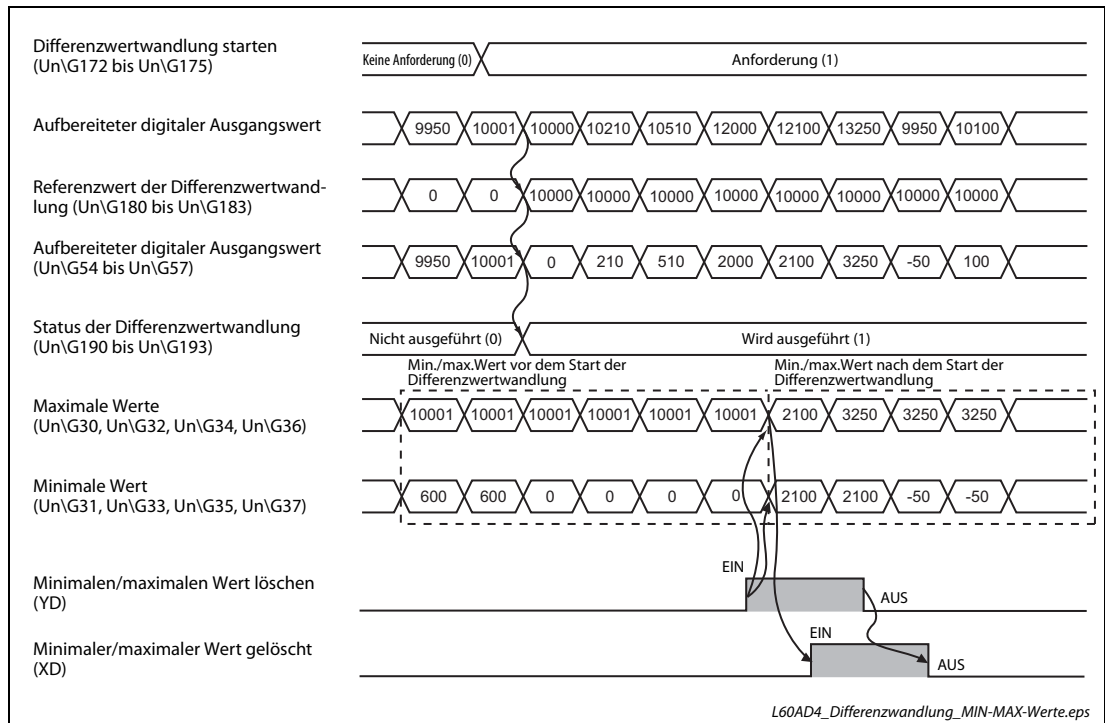 Differenzwertwandlung starten
(Un\G172 bis Un\G175)
Keine Anforderung (0) Anforderung (1)
Aufbereiteter digitaler Ausgangswert
9950 10001 10000 10210 10510 12000 12100 13250 9950 10100
Referenzwert der Differenzwertwand-
lung (Un\G180 bis Un\G183)
0 0 10000 10000 10000 10000 10000 10000 10000 10000
Aufbereiteter digitaler Ausgangswert
(Un\G54 bis Un\G57)
9950 10001 0 210 510 2000 2100 3250 -50 100
Status der Differenzwertwandlung
(Un\G190 bis Un\G193)
Nicht ausgeführt (0) Wird ausgeführt (1)
Min./max.Wert vor dem Start der
Differenzwertwandlung
Min./max.Wert nach dem Start der
Differenzwertwandlung
Maximale Werte
(Un\G30, Un\G32, Un\G34, Un\G36)
10001 10001 10001 10001 10001 10001 2100 3250 3250 3250
Minimale Wert
(Un\G31, Un\G33, Un\G35, Un\G37)
600 600 0 0 0 0 2100 2100 -50 -50
Minimalen/maximalen Wert löschen
(YD)
EIN
AUS
Minimaler/maximaler Wert gelöscht
(XD)
EIN
AUS
L60AD4_Differenzwandlung_MIN-MAX-Werte.eps